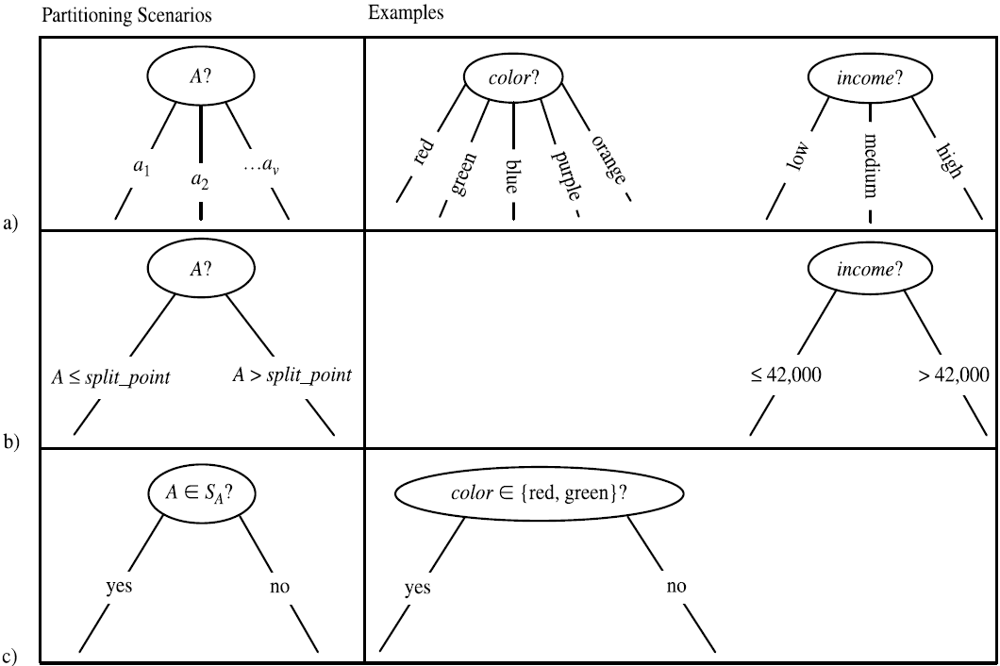 Partitioning Scenarios
Examples
A?
color?
income?
a1
a2
…av
red
green
blue
purple
orange
low
medium
high
a)
A?
income?
A ≤ split_point
A > split_point
≤ 42,000
> 42,000
b)
A ∈ SA?
color ∈ {red, green}?
yes
no
yes
no
c)